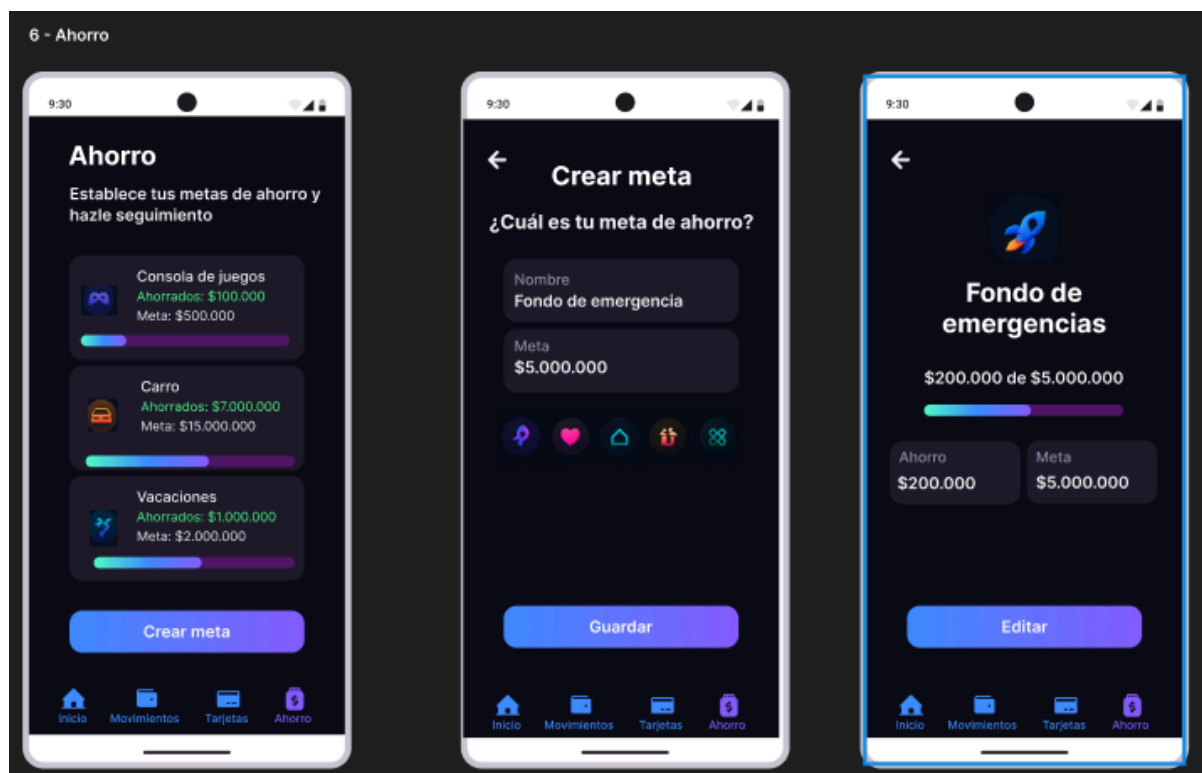 6 - Ahorro
9:30
Ahorro
Establece tus metas de ahorro y
hazle seguimiento
Consola de juegos
Ahorrados: $100.000
Meta: $500.000
Carro
Ahorrados: $7.000.000
Meta: $15.000.000
Vacaciones
Ahorrados: $1.000.000
Meta: $2.000.000
Crear meta
Inicio Movimientos Tarjetas Ahorro
9:30
Crear meta
¿Cuál es tu meta de ahorro?
Nombre
Fondo de emergencia
Meta
$5.000.000
Guardar
Inicio Movimientos Tarjetas Ahorro
9:30
Fondo de
emergencias
$200.000 de $5.000.000
Ahorro
$200.000
Meta
$5.000.000
Editar
Inicio Movimientos Tarjetas Ahorro